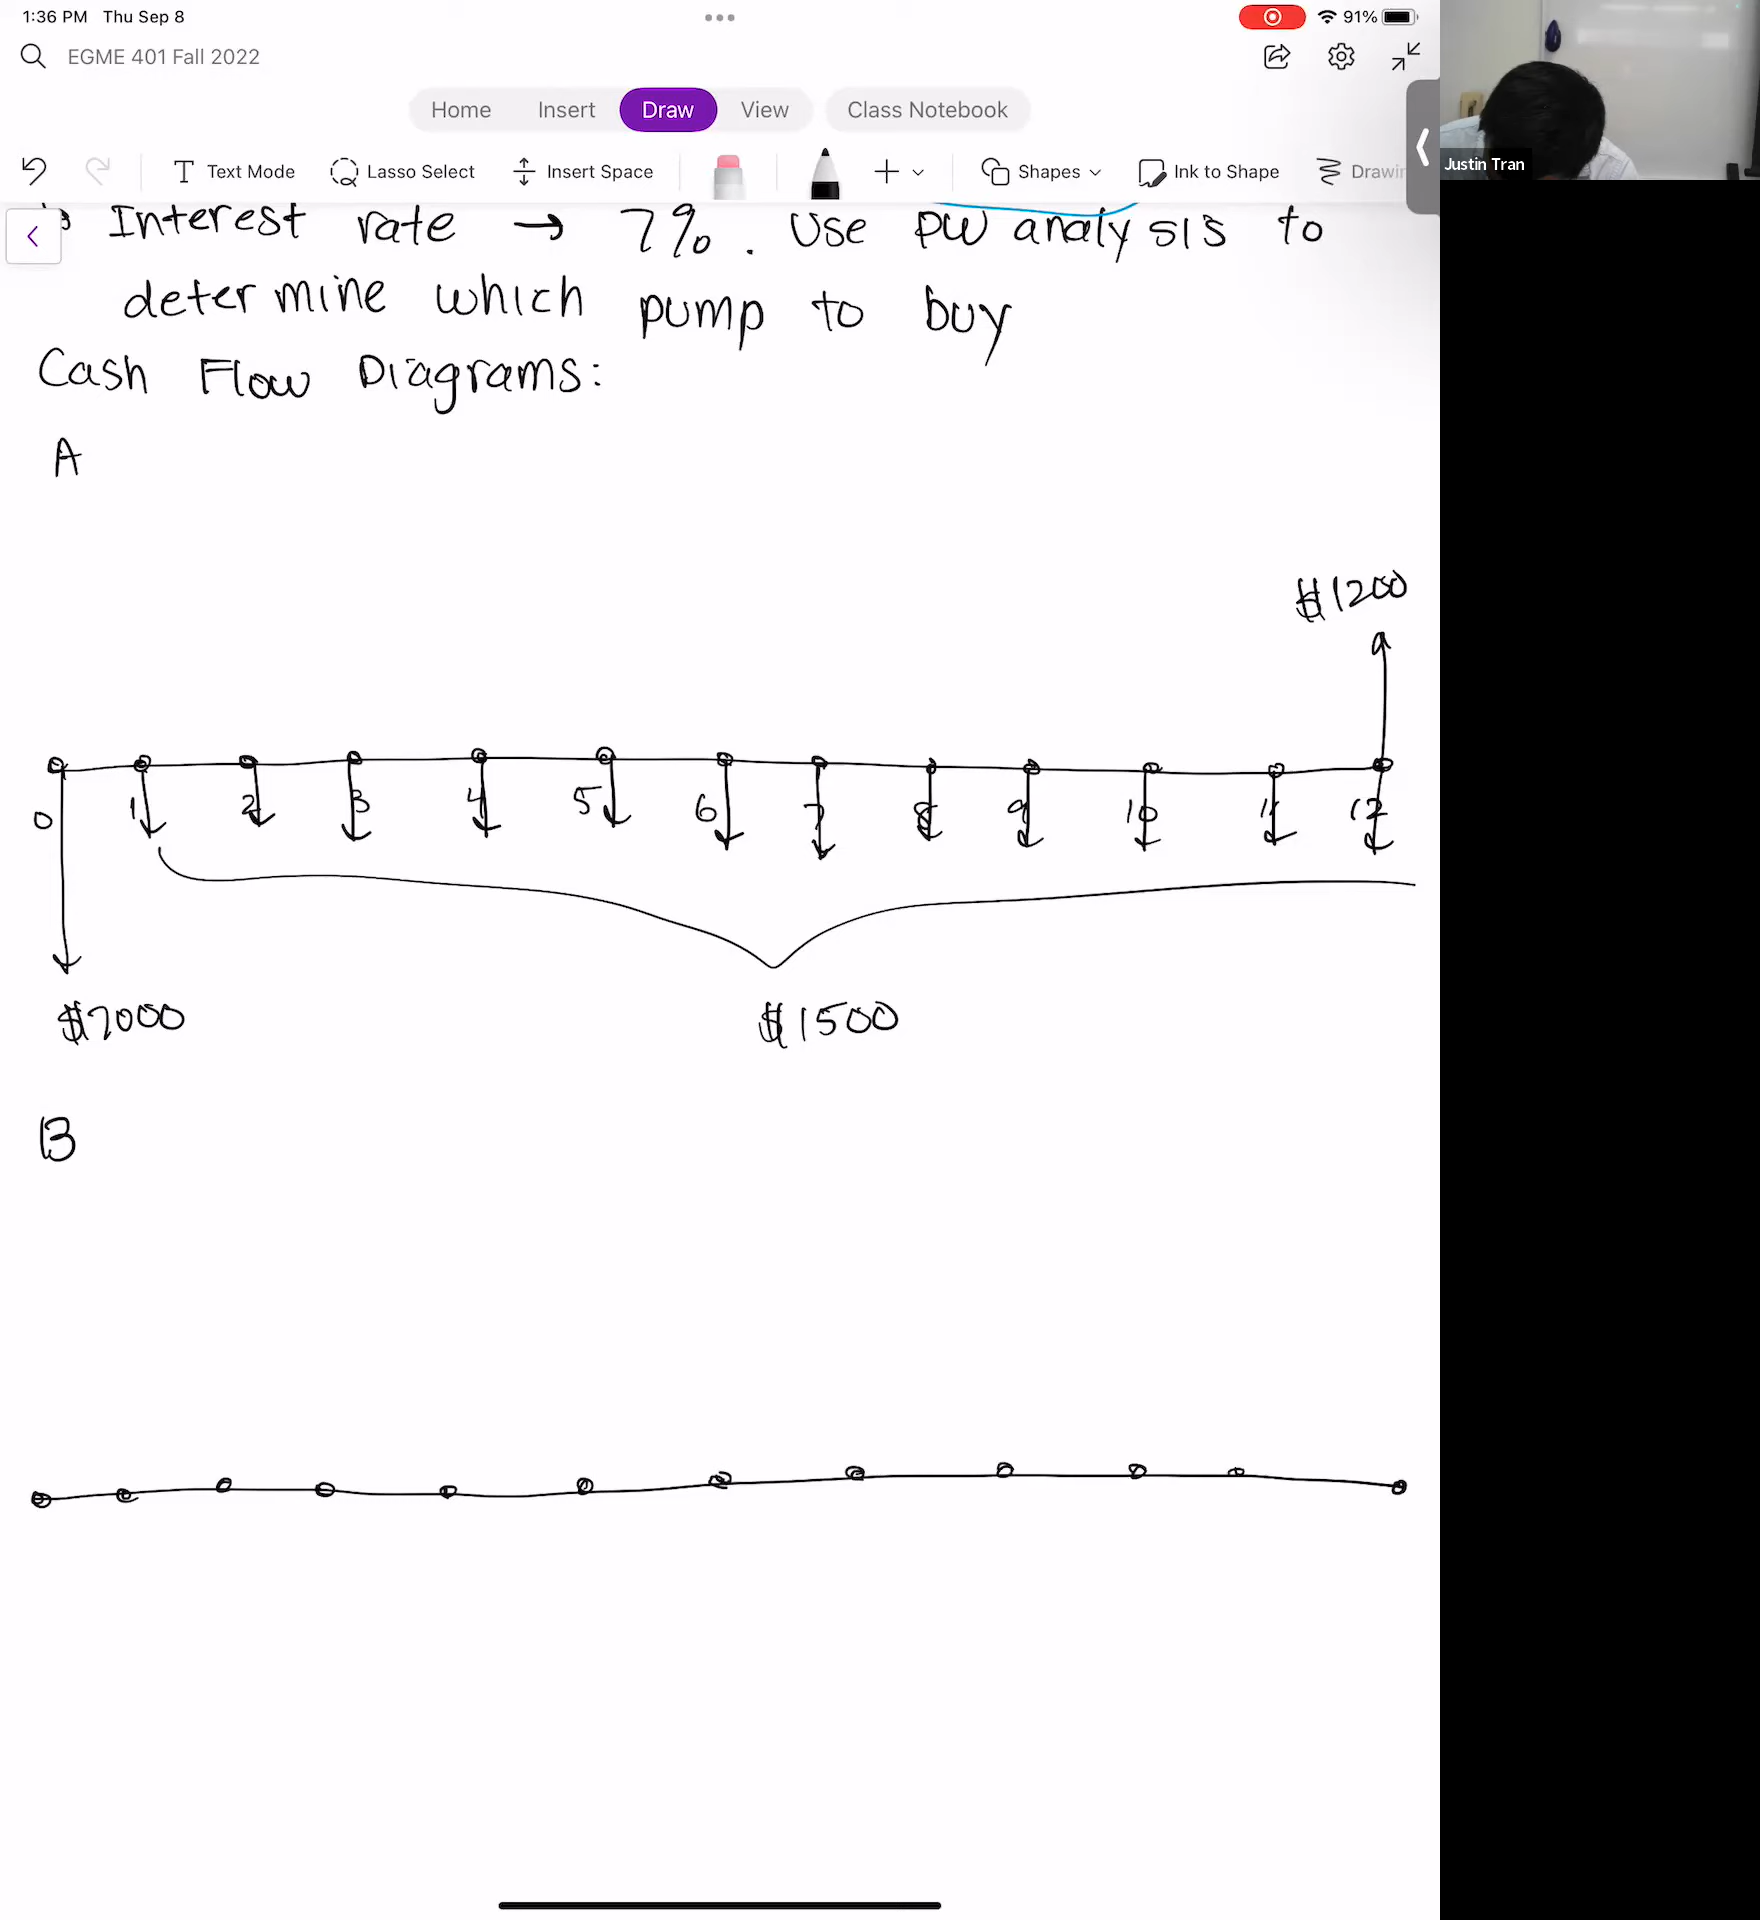 1:36 PM Thu Sep 8
91%
EGME 401 Fall 2022
Home Insert Draw View Class Notebook
Text Mode Lasso Select Insert Space Shapes Ink to Shape Drawi
Justin Tran
Interest rate → 7%. Use PW analysis to
determine which pump to buy
Cash Flow Diagrams:
A
$1200
0 1 2 3 4 5 6 7 8 9 10 11 12
$7000 $1500
B